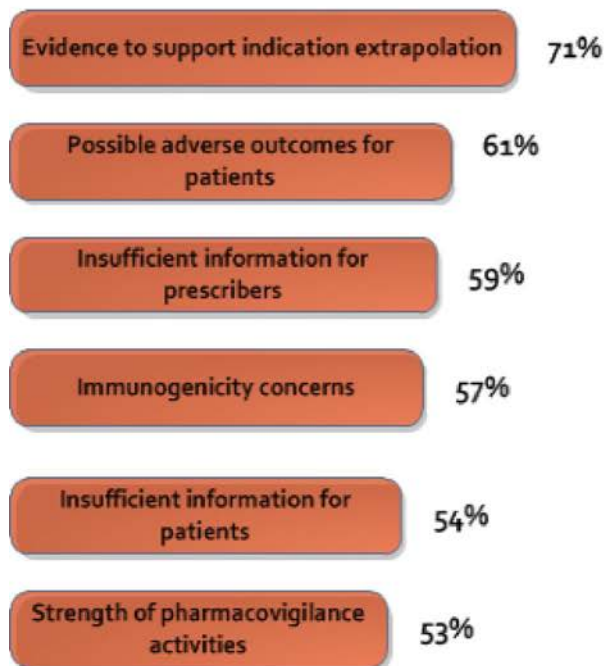 Evidence to support indication extrapolation 71%
Possible adverse outcomes for
patients
61%
Insufficient information for
prescribers
59%
Immunogenicity concerns 57%
Insufficient information for
patients
54%
Strength of pharmacovigilance
activities
53%